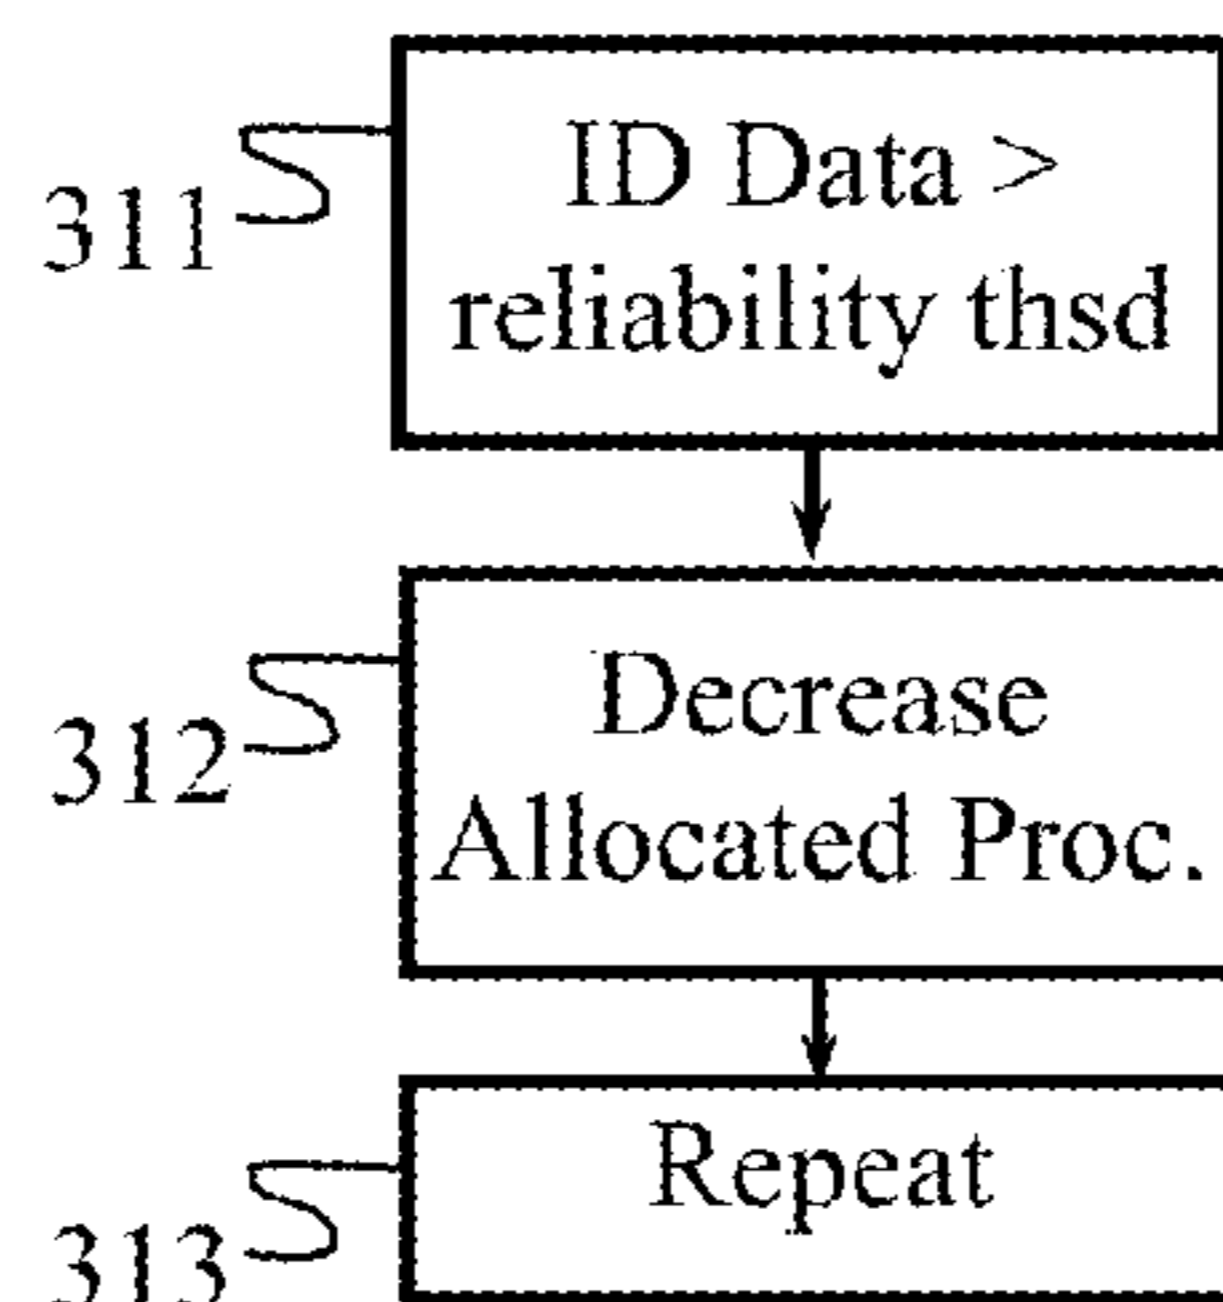 311
ID Data >
reliability thsd
312
Decrease
Allocated Proc.
313
Repeat